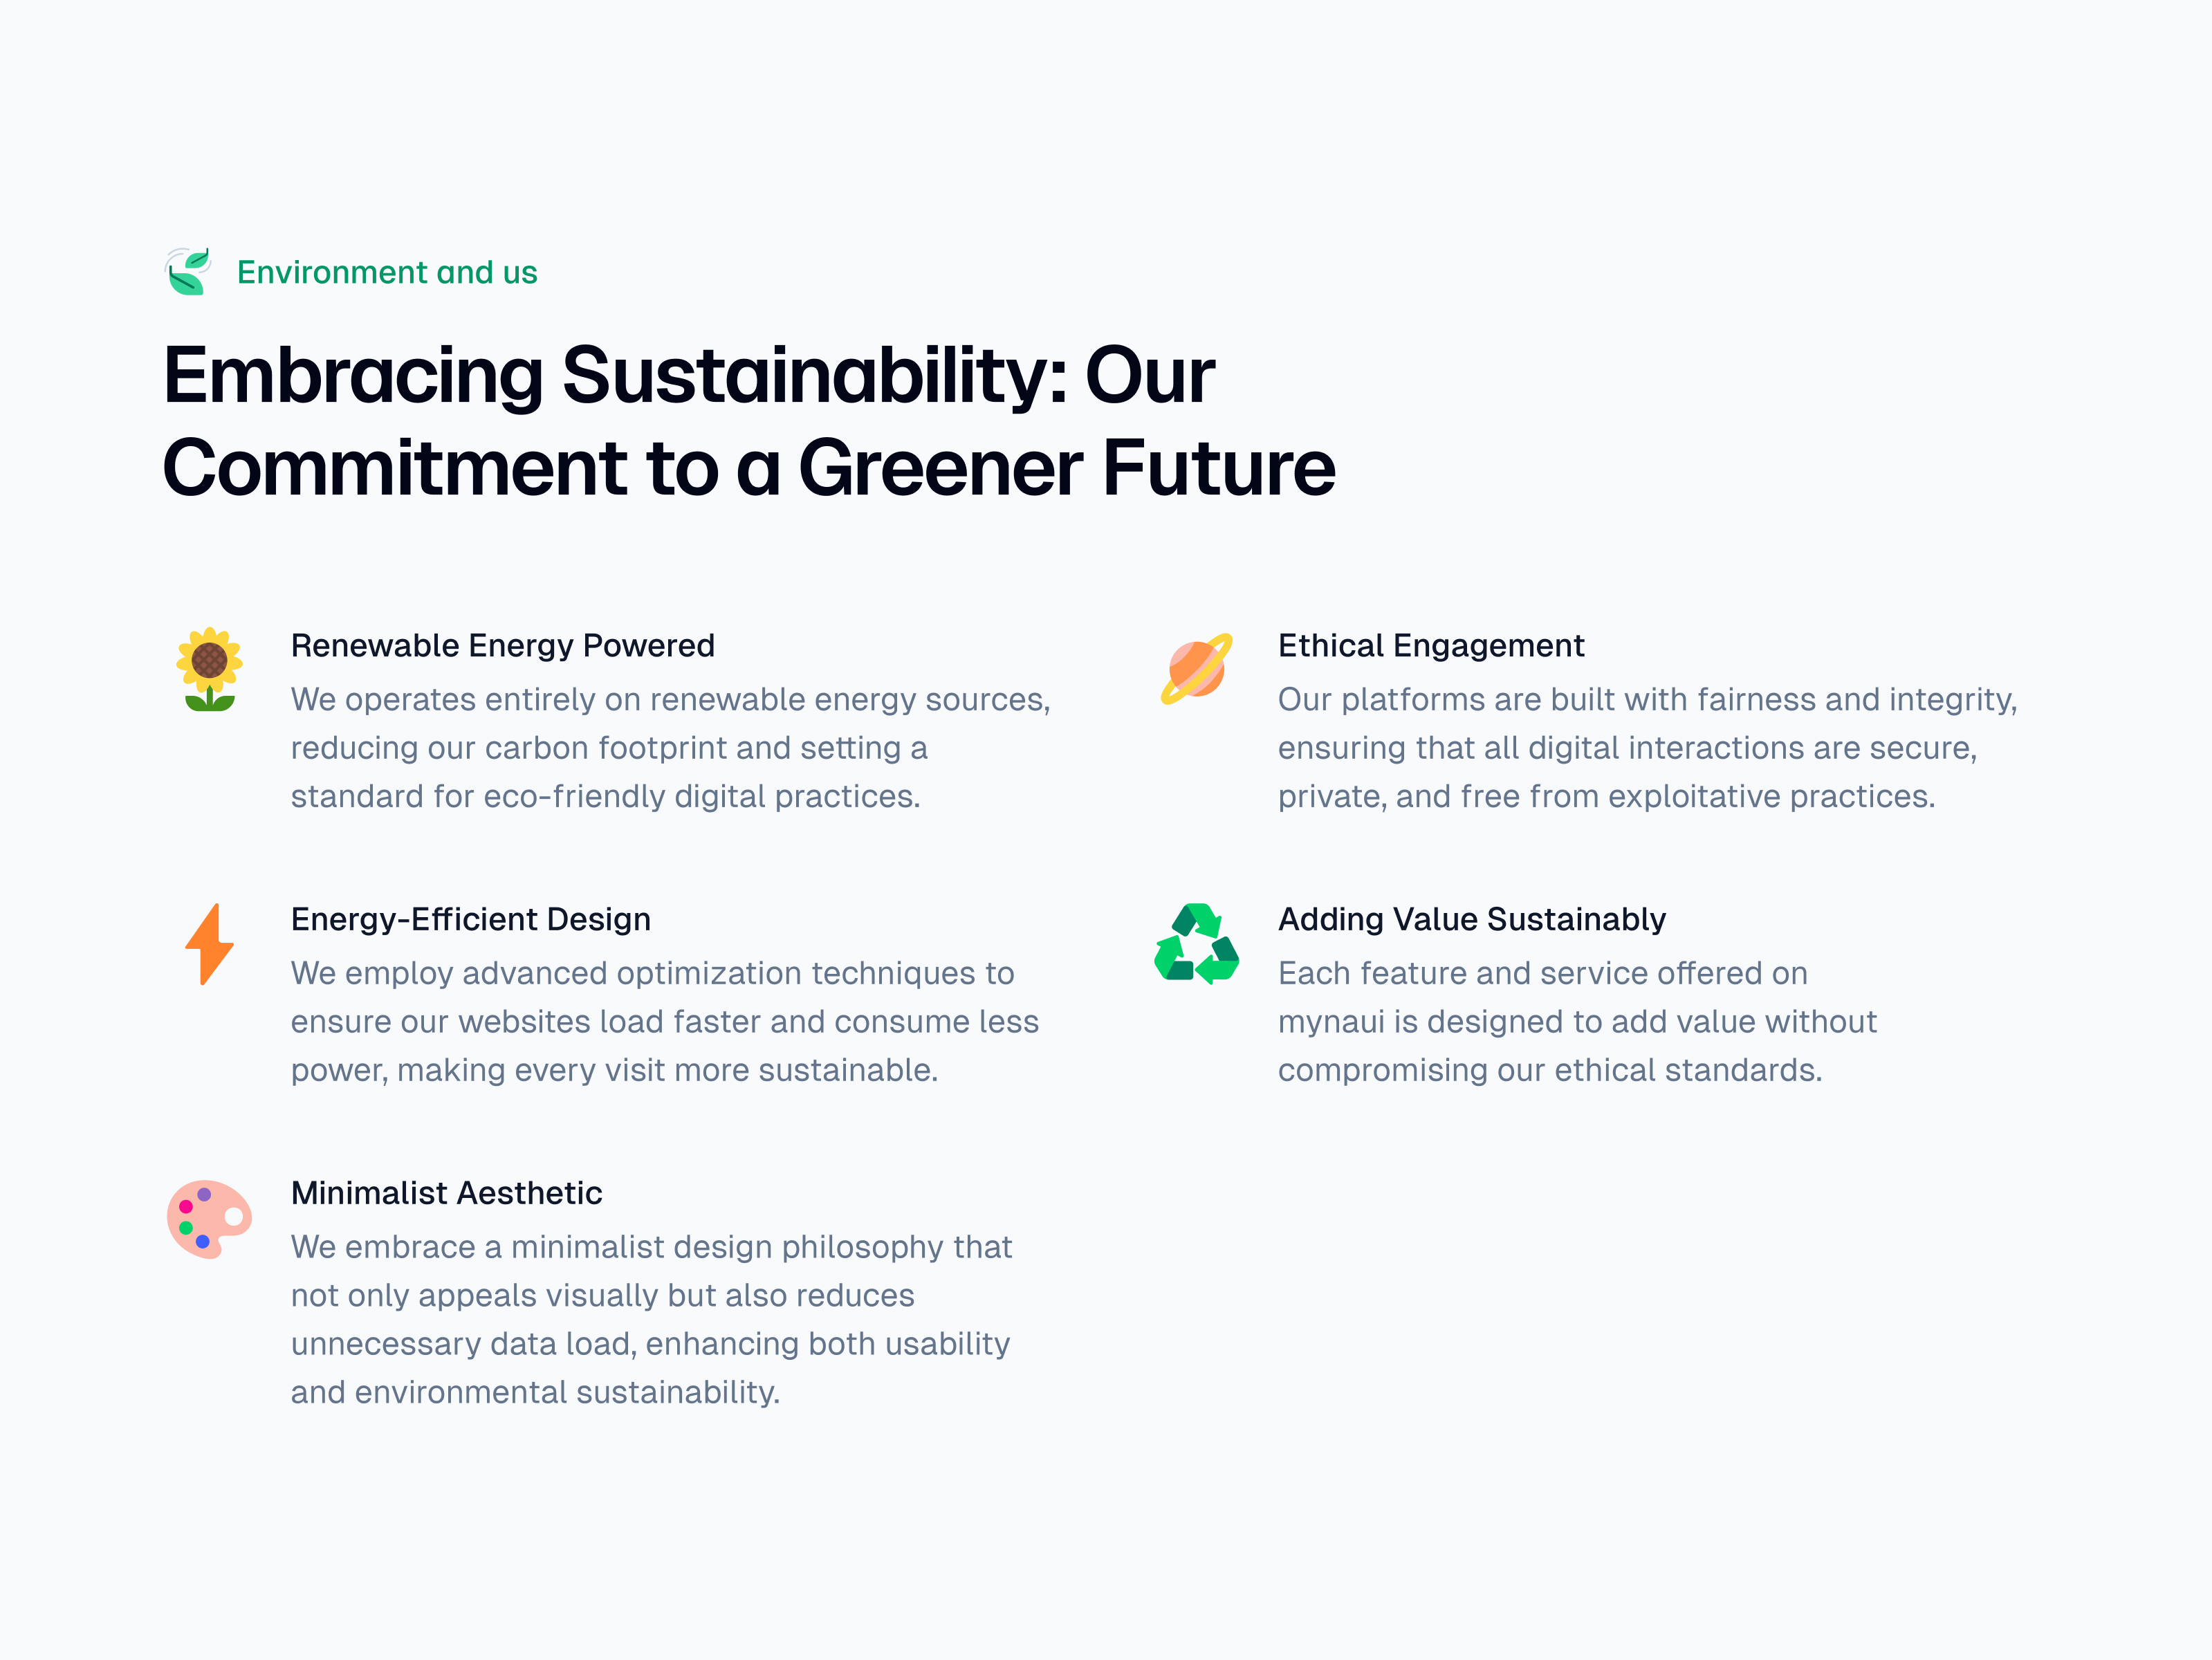 Environment and us
Embracing Sustainability: Our
Commitment to a Greener Future
Renewable Energy Powered
We operates entirely on renewable energy sources,
reducing our carbon footprint and setting a
standard for eco-friendly digital practices.
Energy-Efficient Design
We employ advanced optimization techniques to
ensure our websites load faster and consume less
power, making every visit more sustainable.
Minimalist Aesthetic
We embrace a minimalist design philosophy that
not only appeals visually but also reduces
unnecessary data load, enhancing both usability
and environmental sustainability.
Ethical Engagement
Our platforms are built with fairness and integrity,
ensuring that all digital interactions are secure,
private, and free from exploitative practices.
Adding Value Sustainably
Each feature and service offered on
mynaui is designed to add value without
compromising our ethical standards.